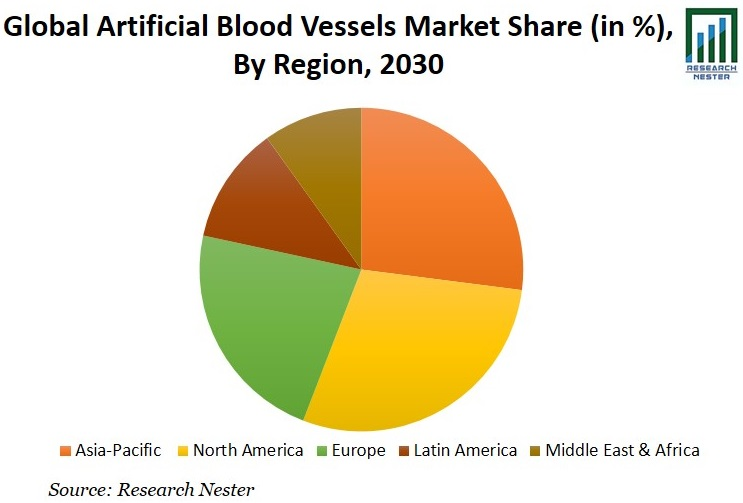 Global Artificial Blood Vessels Market Share (in %),
By Region, 2030
RESEARCH
NESTER
Asia-Pacific North America Europe Latin America Middle East & Africa
Source: Research Nester